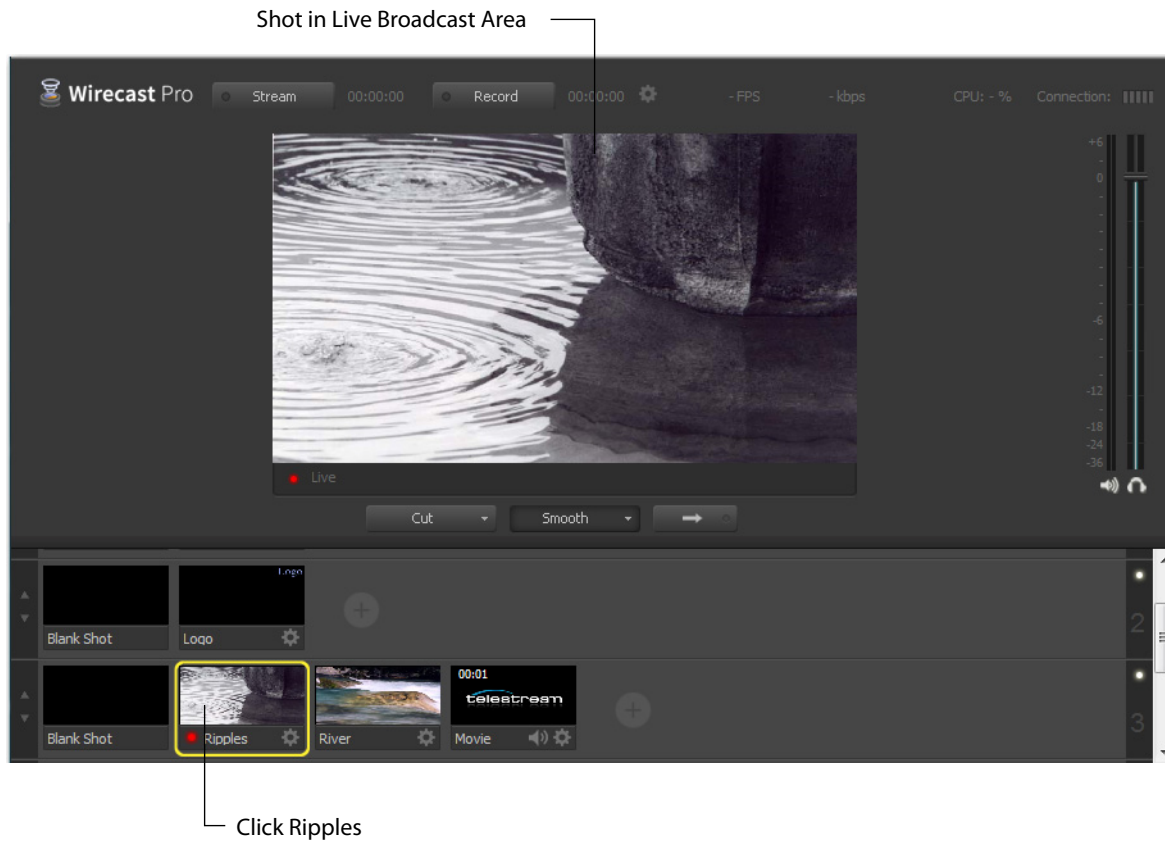 Shot in Live Broadcast Area
Wirecast Pro Stream 00:00:00 Record 00:00:00 - FPS - kbps CPU: - % Connection:
+6
-
0
-
-
-
-
-
-6
-
-
-
-12
-
-18
-24
-36
Live
Cut Smooth
Logo
Blank Shot Logo
2
00:01
telestream
Blank Shot Ripples River Movie
3
Click Ripples